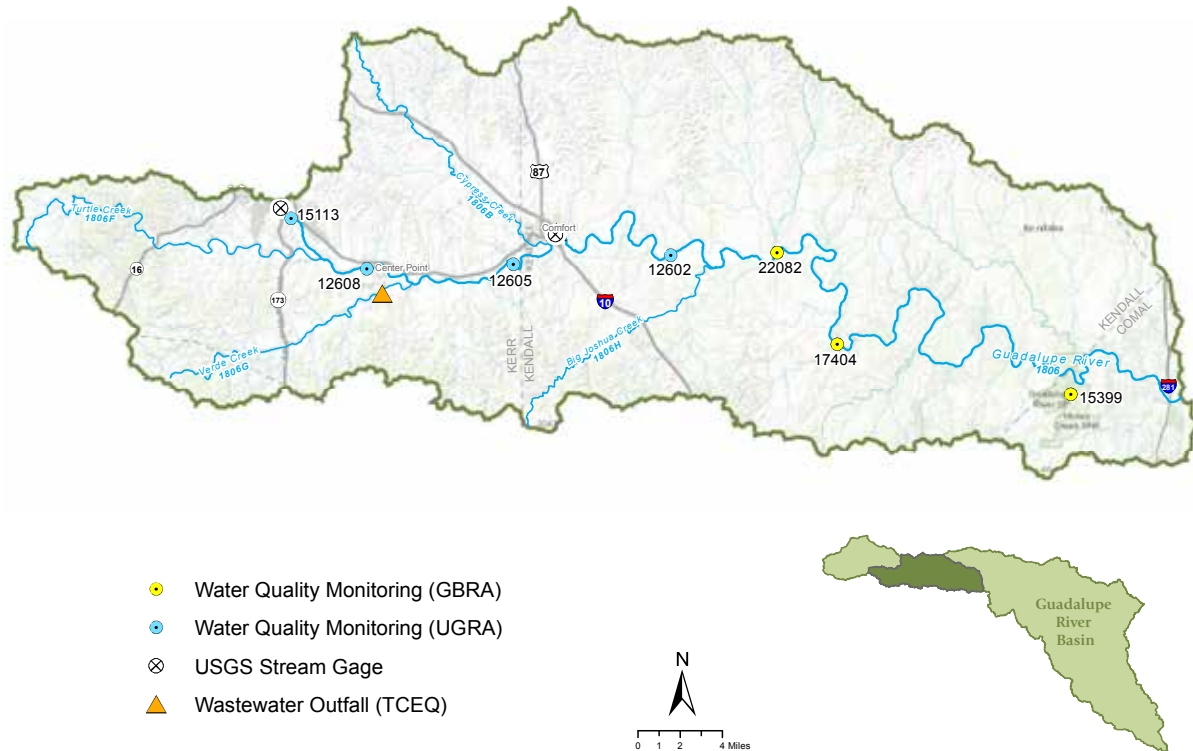 87
Cypress Creek
1806B
Turtle Creek
1806F
15113
Comfort
12608
Center Point
12605
12602
22082
16
173
10
KENDALL
COMAL
17404
Big Joshua Creek
1806H
KERR
KENDALL
Verde Creek
1806G
Guadalupe River
1806
281
15399
Water Quality Monitoring (GBRA)
Water Quality Monitoring (UGRA)
USGS Stream Gage
Wastewater Outfall (TCEQ)
N
0 1 2 4 Miles
Guadalupe
River
Basin